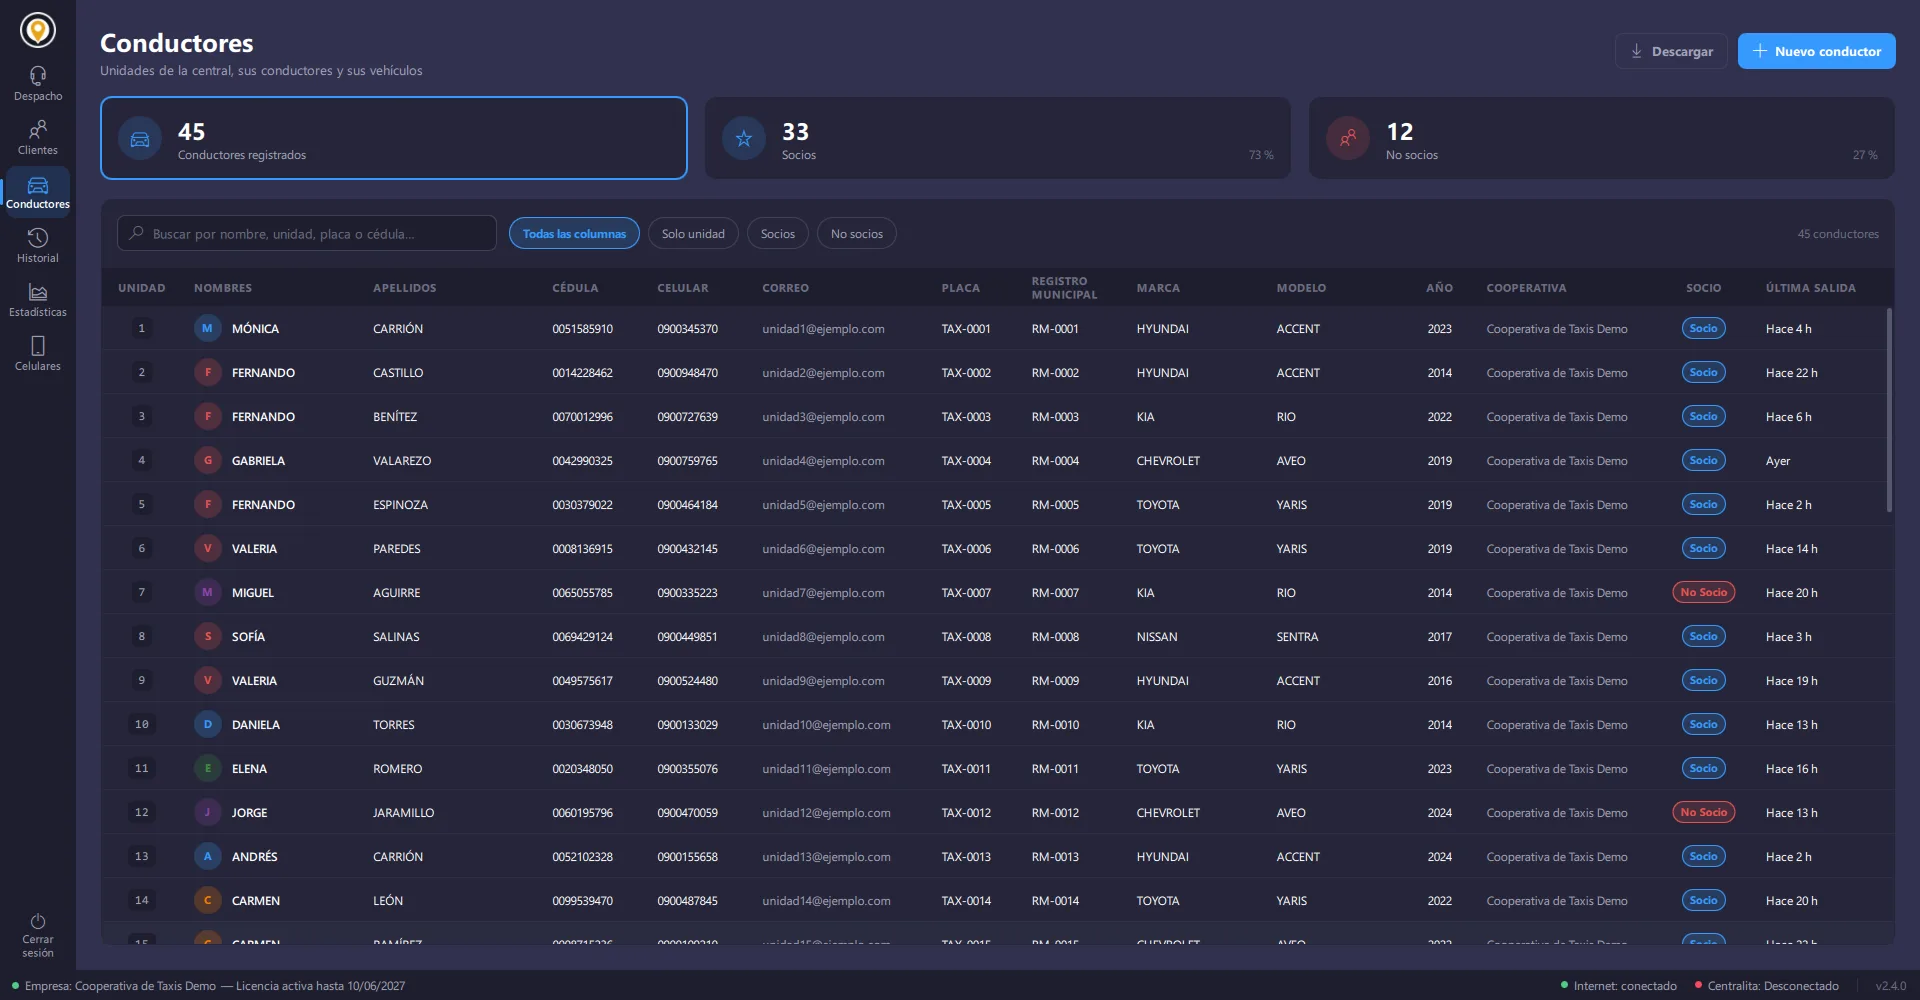 Despacho
Clientes
Conductores
Historial
Estadísticas
Celulares
Cerrar
sesión
Conductores
Unidades de la central, sus conductores y sus vehículos
Descargar
Nuevo conductor
45
Conductores registrados
33
Socios
73 %
12
No socios
27 %
Buscar por nombre, unidad, placa o cédula...
Todas las columnas
Solo unidad
Socios
No socios
45 conductores
UNIDAD NOMBRES APELLIDOS CÉDULA CELULAR CORREO PLACA REGISTRO MUNICIPAL MARCA MODELO AÑO COOPERATIVA SOCIO ÚLTIMA SALIDA
1 M MÓNICA CARRIÓN 0051585910 0900345370 unidad1@ejemplo.com TAX-0001 RM-0001 HYUNDAI ACCENT 2023 Cooperativa de Taxis Demo Socio Hace 4 h
2 F FERNANDO CASTILLO 0014228462 0900948470 unidad2@ejemplo.com TAX-0002 RM-0002 HYUNDAI ACCENT 2014 Cooperativa de Taxis Demo Socio Hace 22 h
3 F FERNANDO BENÍTEZ 0070012996 0900727639 unidad3@ejemplo.com TAX-0003 RM-0003 KIA RIO 2022 Cooperativa de Taxis Demo Socio Hace 6 h
4 G GABRIELA VALAREZO 0042990325 0900759765 unidad4@ejemplo.com TAX-0004 RM-0004 CHEVROLET AVEO 2019 Cooperativa de Taxis Demo Socio Ayer
5 F FERNANDO ESPINOZA 0030379022 0900464184 unidad5@ejemplo.com TAX-0005 RM-0005 TOYOTA YARIS 2019 Cooperativa de Taxis Demo Socio Hace 2 h
6 V VALERIA PAREDES 0008136915 0900432145 unidad6@ejemplo.com TAX-0006 RM-0006 TOYOTA YARIS 2019 Cooperativa de Taxis Demo Socio Hace 14 h
7 M MIGUEL AGUIRRE 0065055785 0900335223 unidad7@ejemplo.com TAX-0007 RM-0007 KIA RIO 2014 Cooperativa de Taxis Demo No Socio Hace 20 h
8 S SOFÍA SALINAS 0069429124 0900449851 unidad8@ejemplo.com TAX-0008 RM-0008 NISSAN SENTRA 2017 Cooperativa de Taxis Demo Socio Hace 3 h
9 V VALERIA GUZMÁN 0049575617 0900524480 unidad9@ejemplo.com TAX-0009 RM-0009 HYUNDAI ACCENT 2016 Cooperativa de Taxis Demo Socio Hace 19 h
10 D DANIELA TORRES 0030673948 0900133029 unidad10@ejemplo.com TAX-0010 RM-0010 KIA RIO 2014 Cooperativa de Taxis Demo Socio Hace 13 h
11 E ELENA ROMERO 0020348050 0900355076 unidad11@ejemplo.com TAX-0011 RM-0011 TOYOTA YARIS 2023 Cooperativa de Taxis Demo Socio Hace 16 h
12 J JORGE JARAMILLO 0060195796 0900470059 unidad12@ejemplo.com TAX-0012 RM-0012 CHEVROLET AVEO 2024 Cooperativa de Taxis Demo No Socio Hace 13 h
13 A ANDRÉS CARRIÓN 0052102328 0900155658 unidad13@ejemplo.com TAX-0013 RM-0013 HYUNDAI ACCENT 2024 Cooperativa de Taxis Demo Socio Hace 2 h
14 C CARMEN LEÓN 0099539470 0900487845 unidad14@ejemplo.com TAX-0014 RM-0014 TOYOTA YARIS 2022 Cooperativa de Taxis Demo Socio Hace 20 h
15 C CARMEN RAMÍREZ unidad15@ejemplo.com TAX-0015 RM-0015 CHEVROLET AVEO Cooperativa de Taxis Demo Socio
Empresa: Cooperativa de Taxis Demo — Licencia activa hasta 10/06/2027
Internet: conectado
Centralita: Desconectado
v2.4.0